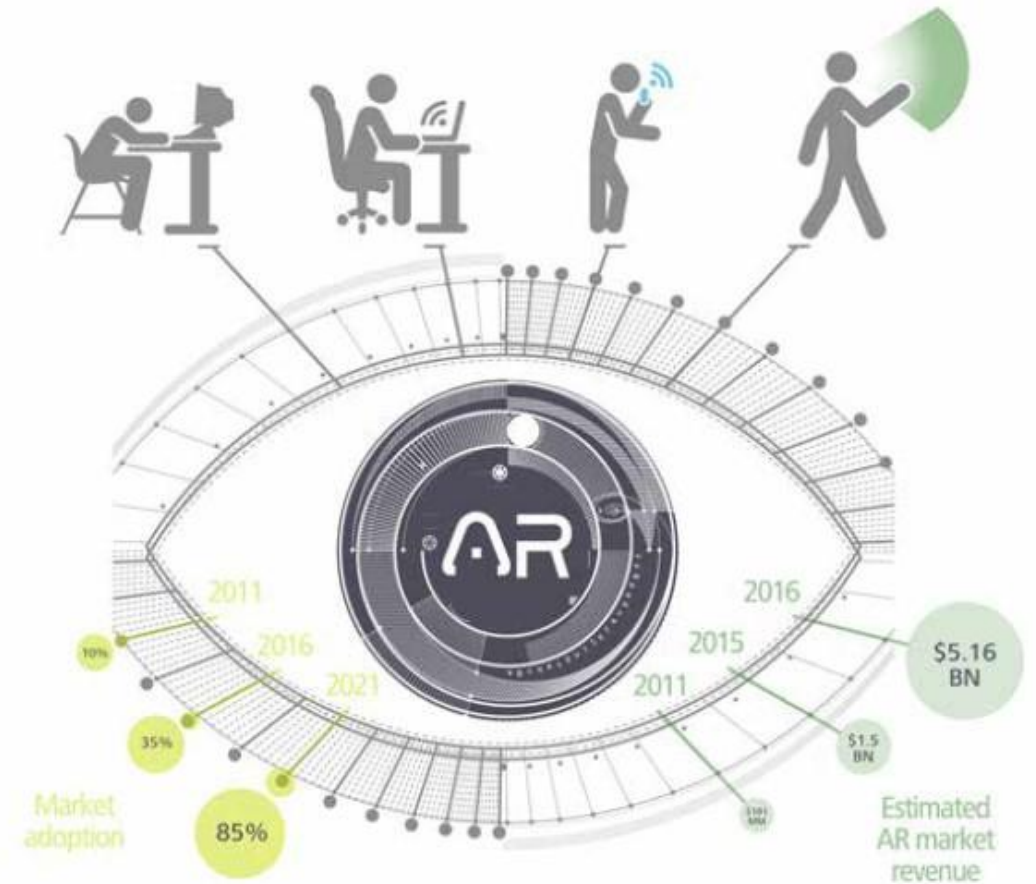 AR
2011
10%
2016
35%
2021
85%
Market
adoption
2016
$5.16
BN
2015
$1.5
BN
2011
MM
Estimated
AR market
revenue